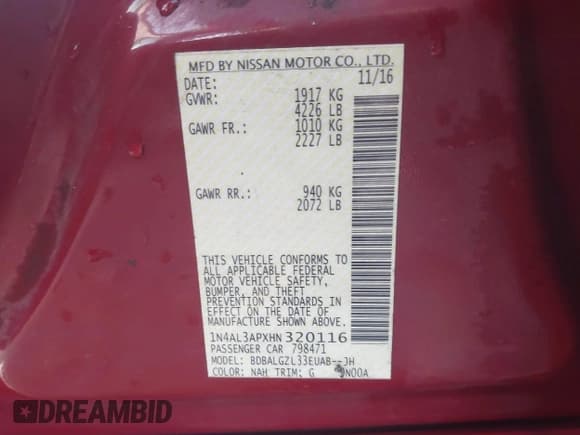 MFD BY NISSAN MOTOR CO., LTD.
DATE: 11/16
GVWR: 1917 KG
4226 LB
GAWR FR.: 1010 KG
2227 LB
GAWR RR.: 940 KG
2072 LB
THIS VEHICLE CONFORMS TO
ALL APPLICABLE FEDERAL
MOTOR VEHICLE SAFETY,
BUMPER, AND THEFT
PREVENTION STANDARDS IN
EFFECT ON THE DATE OF
MANUFACTURE SHOWN ABOVE.
1N4AL3APXHN320116
PASSENGER CAR 798471
MODEL: BDBALGZL33EUAB--JH
COLOR: NAH TRIM: G
DREAMBID